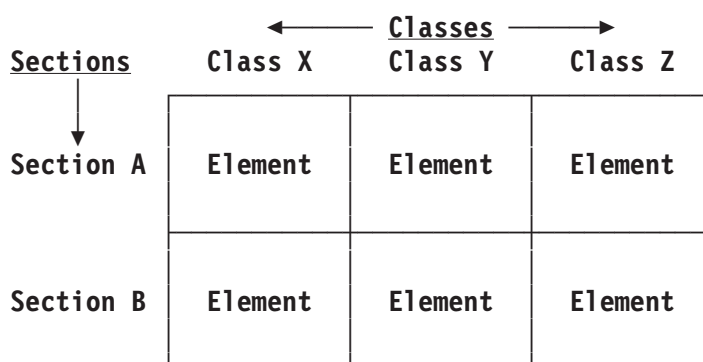 Classes
Sections Class X Class Y Class Z
Section A Element Element Element
Section B Element Element Element